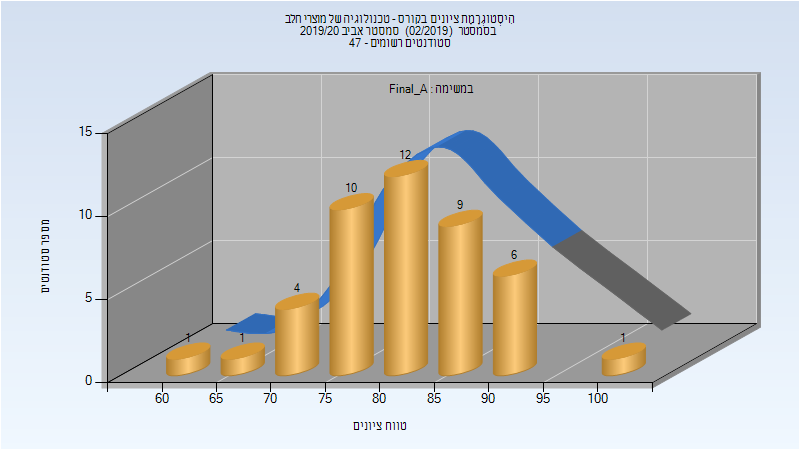 היסטוגרמת ציונים בקורס - טכנולוגיה של מוצרי חלב
בסמסטר (02/2019) סמסטר אביב 2019/20
סטודנטים רשומים - 47
במשימה : Final_A
מספר סטודנטים
15
10
5
0
1
1
4
10
12
9
6
1
60 65 70 75 80 85 90 95 100
טווח ציונים